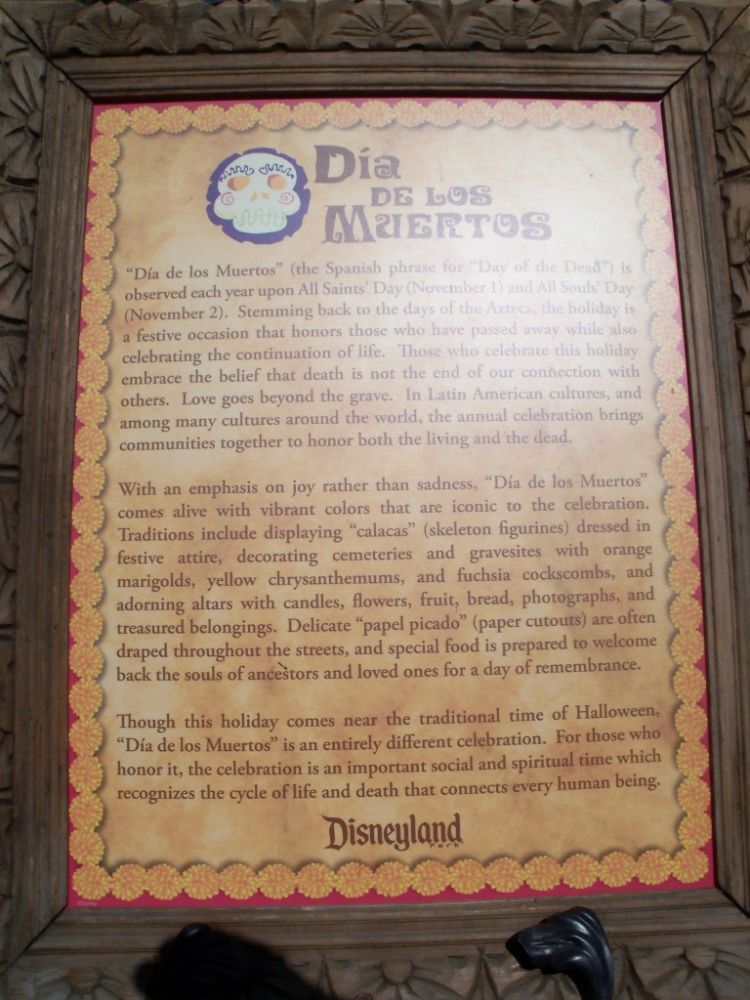 Día
DE LOS
MUERTOS
“Día de los Muertos” (the Spanish phrase for “Day of the Dead”) is
observed each year upon All Saints' Day (November 1) and All Souls' Day
(November 2). Stemming back to the days of the Aztecs, the holiday is
a festive occasion that honors those who have passed away while also
celebrating the continuation of life. Those who celebrate this holiday
embrace the belief that death is not the end of our connection with
others. Love goes beyond the grave. In Latin American cultures, and
among many cultures around the world, the annual celebration brings
communities together to honor both the living and the dead.
With an emphasis on joy rather than sadness, “Día de los Muertos”
comes alive with vibrant colors that are iconic to the celebration.
Traditions include displaying “calacas” (skeleton figurines) dressed in
festive attire, decorating cemeteries and gravesites with orange
marigolds, yellow chrysanthemums, and fuchsia cockscombs, and
adorning altars with candles, flowers, fruit, bread, photographs, and
treasured belongings. Delicate “papel picado” (paper cutouts) are often
draped throughout the streets, and special food is prepared to welcome
back the souls of ancestors and loved ones for a day of remembrance.
Though this holiday comes near the traditional time of Halloween,
“Día de los Muertos” is an entirely different celebration. For those who
honor it, the celebration is an important social and spiritual time which
recognizes the cycle of life and death that connects every human being.
Disneyland
Park